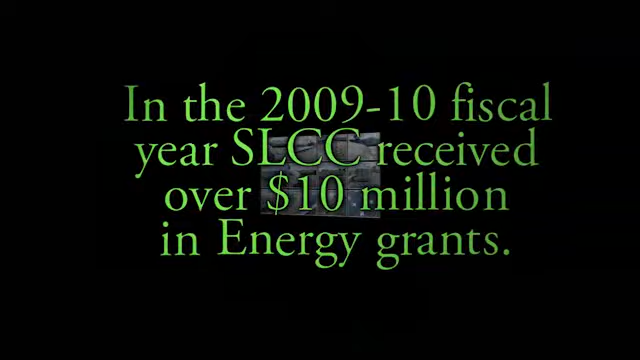 In the 2009-10 fiscal
year SLCC received
over $10 million
in Energy grants.